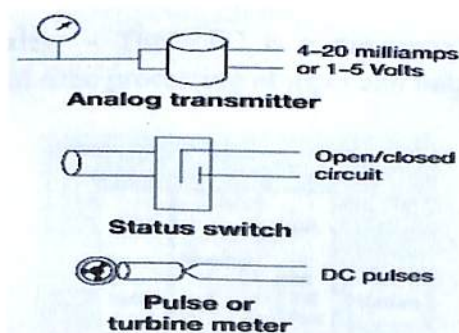 4–20 milliamps
or 1–5 Volts
Analog transmitter
Open/closed
circuit
Status switch
DC pulses
Pulse or
turbine meter